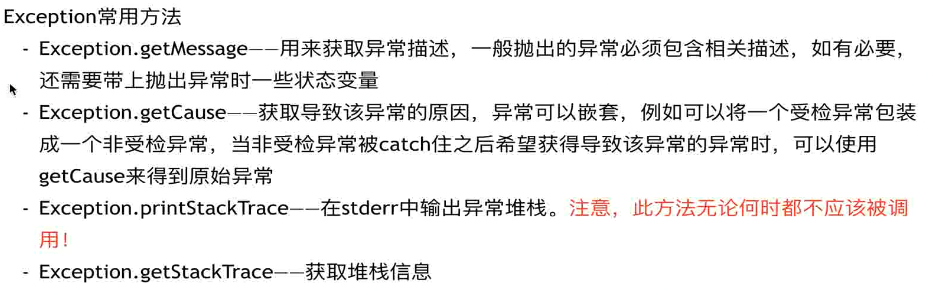 Exception常用方法
- Exception.getMessage——用来获取异常描述，一般抛出的异常必须包含相关描述，如有必要，
还需要带上抛出异常时一些状态变量
- Exception.getCause——获取导致该异常的原因，异常可以嵌套，例如可以将一个受检异常包装
成一个非受检异常，当非受检异常被catch住之后希望获得导致该异常的异常时，可以使用
getCause来得到原始异常
- Exception.printStackTrace——在stderr中输出异常堆栈。注意，此方法无论何时都不应该被调
用！
- Exception.getStackTrace——获取堆栈信息